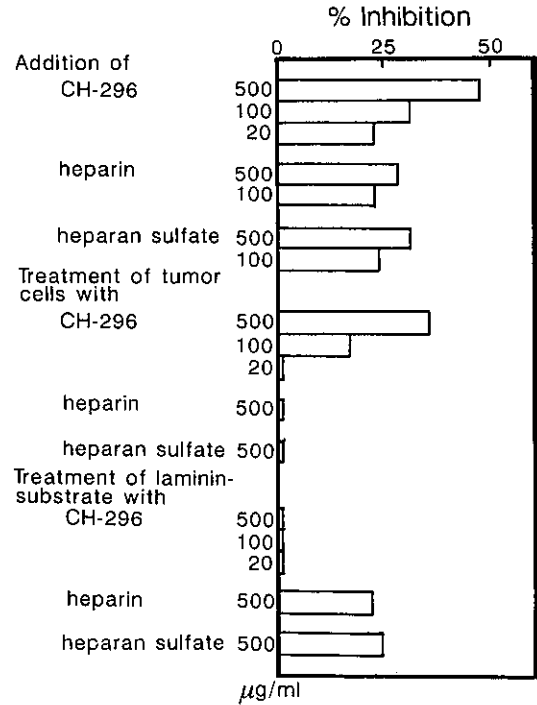 % Inhibition
0 25 50
Addition of
CH-296 500
100
20
heparin 500
100
heparan sulfate 500
100
Treatment of tumor
cells with
CH-296 500
100
20
heparin 500
heparan sulfate 500
Treatment of laminin-
substrate with
CH-296 500
100
20
heparin 500
heparan sulfate 500
μg/ml